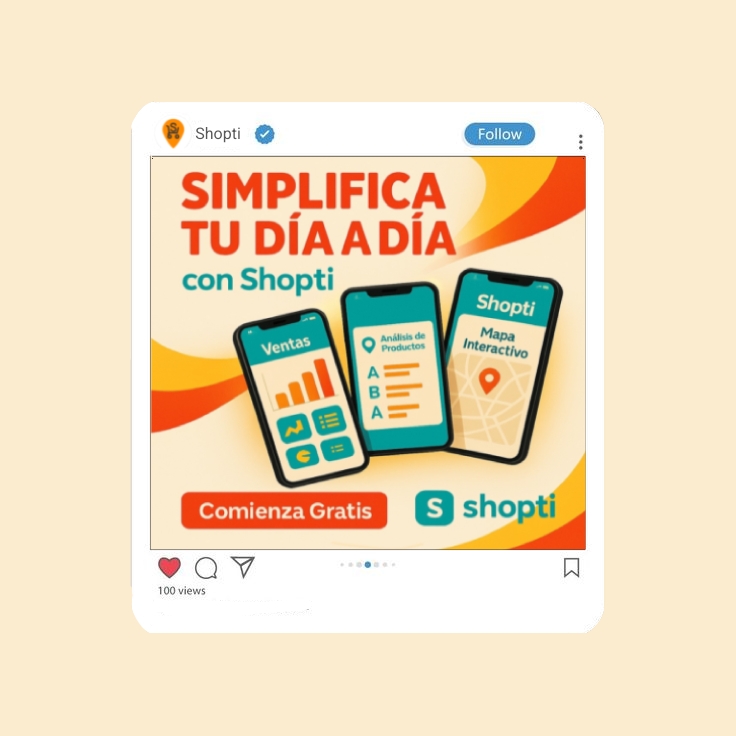 Shopti
Follow
SIMPLIFICA
TU DÍA A DÍA
con Shopti
Ventas
Análisis de
Productos
A
B
A
Shopti
Mapa
Interactivo
Comienza Gratis
S shopti
100 views